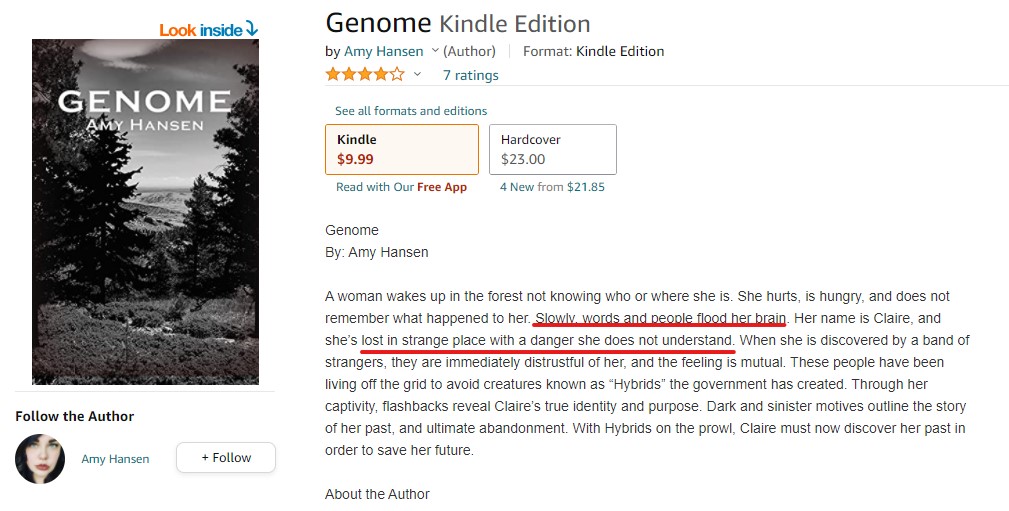 Look inside
GENOME
AMY HANSEN
Follow the Author
Amy Hansen
+ Follow
Genome Kindle Edition
by Amy Hansen (Author) Format: Kindle Edition
7 ratings
See all formats and editions
Kindle
$9.99
Hardcover
$23.00
Read with Our Free App
4 New from $21.85
Genome
By: Amy Hansen
A woman wakes up in the forest not knowing who or where she is. She hurts, is hungry, and does not
remember what happened to her. Slowly, words and people flood her brain. Her name is Claire, and
she's lost in strange place with a danger she does not understand. When she is discovered by a band of
strangers, they are immediately distrustful of her, and the feeling is mutual. These people have been
living off the grid to avoid creatures known as “Hybrids” the government has created. Through her
captivity, flashbacks reveal Claire's true identity and purpose. Dark and sinister motives outline the story
of her past, and ultimate abandonment. With Hybrids on the prowl, Claire must now discover her past in
order to save her future.
About the Author